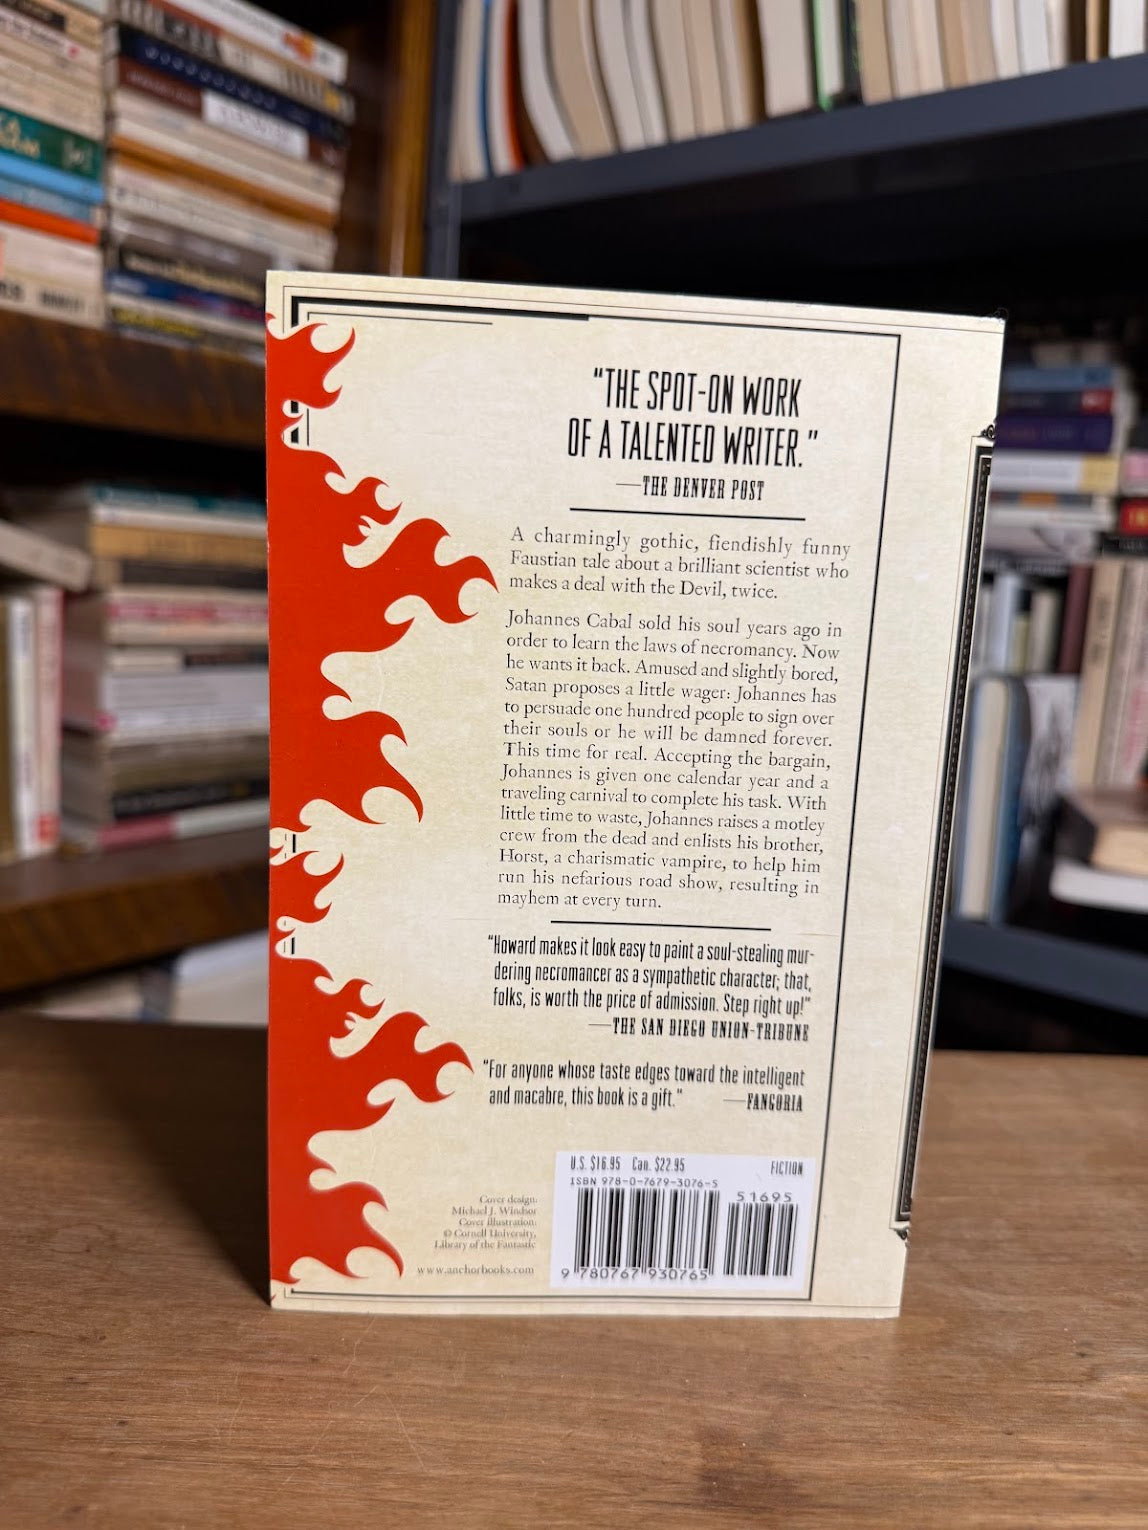 "THE SPOT-ON WORK
OF A TALENTED WRITER."
—THE DENVER POST
A charmingly gothic, fiendishly funny
Faustian tale about a brilliant scientist who
makes a deal with the Devil, twice.
Johannes Cabal sold his soul years ago in
order to learn the laws of necromancy. Now
he wants it back. Amused and slightly bored,
Satan proposes a little wager: Johannes has
to persuade one hundred people to sign over
their souls or he will be damned forever.
This time for real. Accepting the bargain,
Johannes is given one calendar year and a
traveling carnival to complete his task. With
little time to waste, Johannes raises a motley
crew from the dead and enlists his brother,
Horst, a charismatic vampire, to help him
run his nefarious road show, resulting in
mayhem at every turn.
"Howard makes it look easy to paint a soul-stealing mur-
dering necromancer as a sympathetic character; that,
folks, is worth the price of admission. Step right up!"
—THE SAN DIEGO UNION-TRIBUNE
"For anyone whose taste edges toward the intelligent
and macabre, this book is a gift." —FANGORIA
Cover design:
Michael J. Windsor
Cover illustration:
© Cornell University,
Library of the Fantastic
www.anchorbooks.com
U.S. $16.95 Can. $22.95 FICTION
ISBN 978-0-7679-3076-5
51695
9 780767 930765